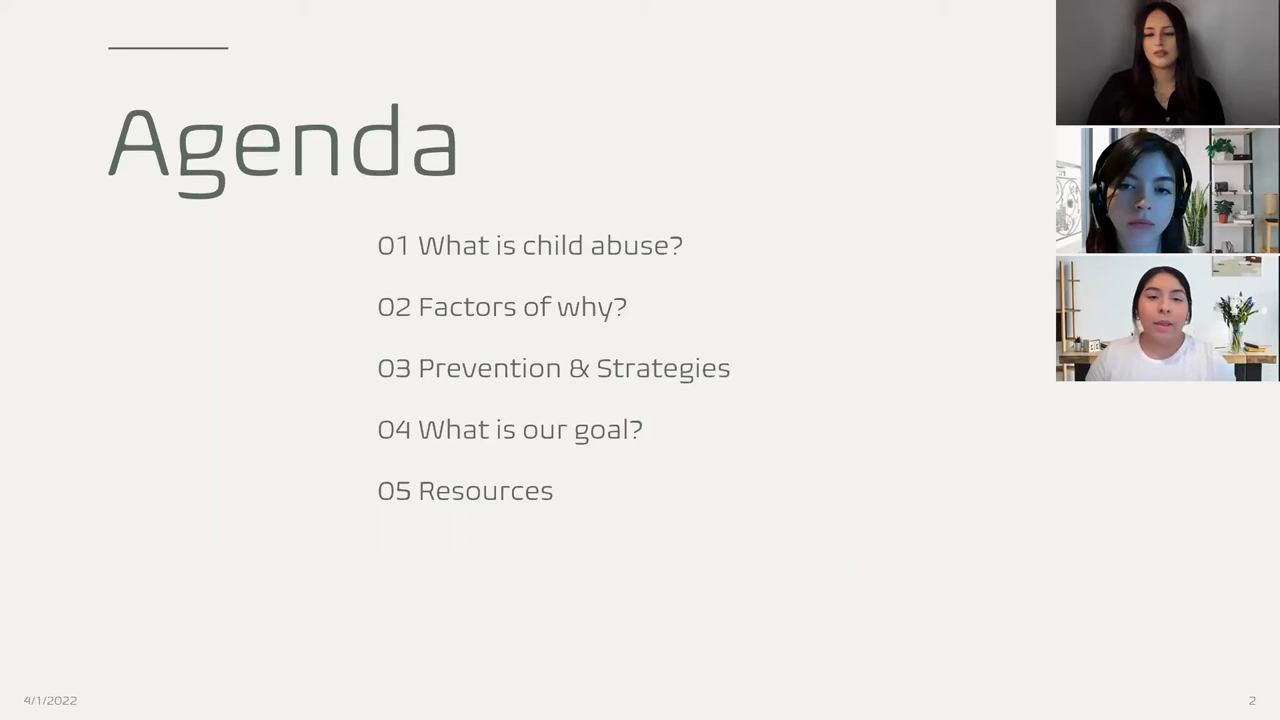 Agenda
01 What is child abuse?
02 Factors of why?
03 Prevention & Strategies
04 What is our goal?
05 Resources
4/1/2022
2